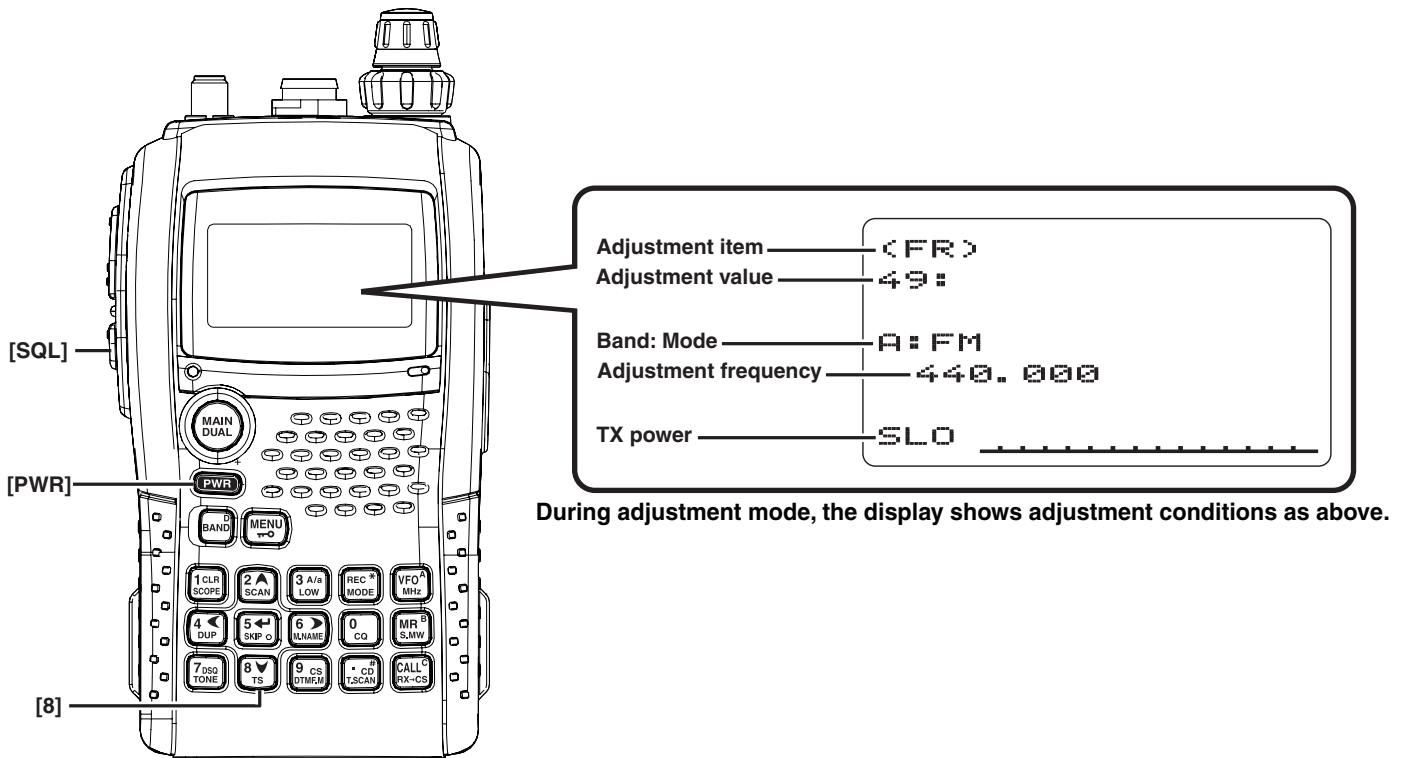 Adjustment item <FR>
Adjustment value 49:
Band: Mode A:FM
Adjustment frequency 440.000
TX power SLO
During adjustment mode, the display shows adjustment conditions as above.
[SQL]
MAIN DUAL
[PWR] PWR
BAND D MENU
1 CLR SCOPE 2 SCAN 3 A/a LOW REC * MODE VFO A MHz
4 DUP 5 SKIP 6 M.NAME 0 CQ MR B S.MW
7 DSQ TONE 8 TS 9 CS DTMF.M . CD # T.SCAN CALL C RX→CS
[8]